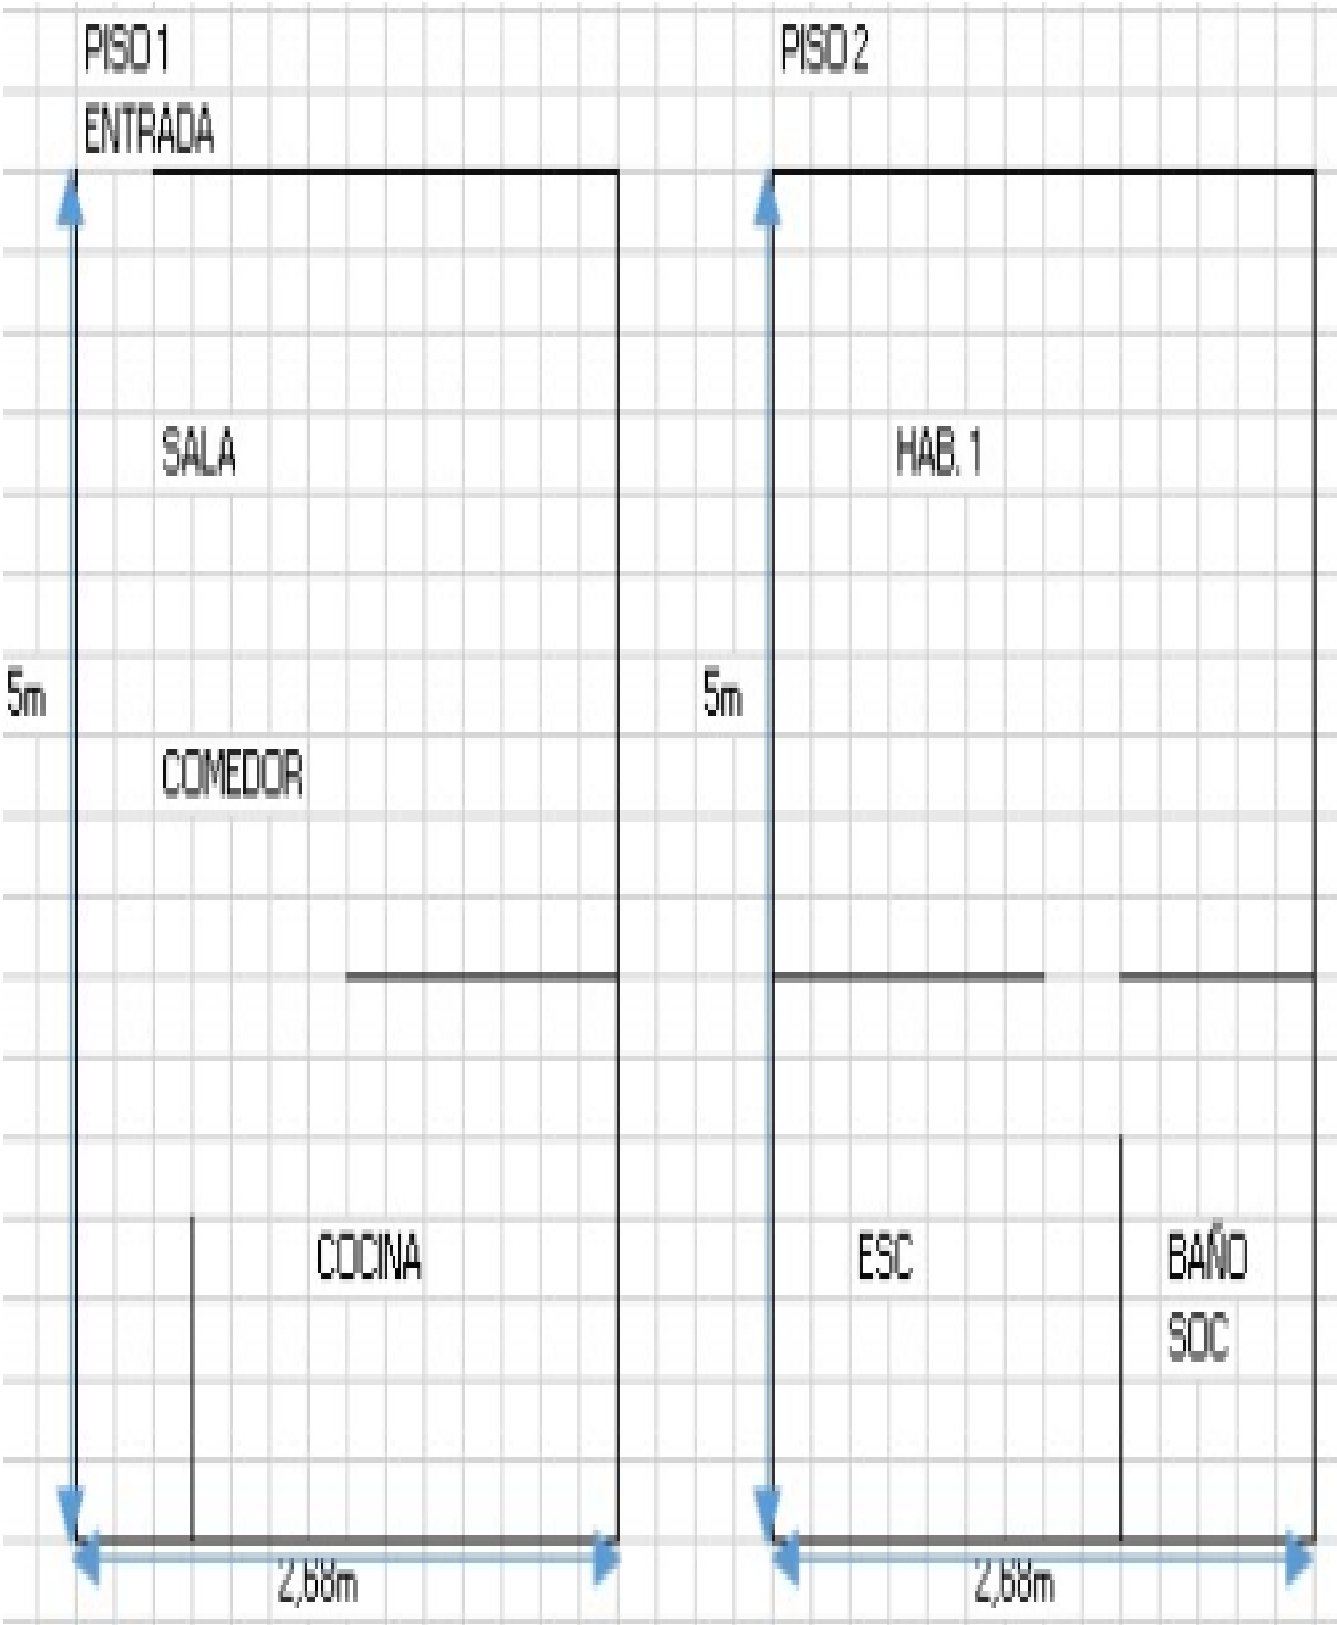 PISO 1
ENTRADA
SALA
5m
COMEDOR
COCINA
2,68m
PISO 2
HAB. 1
5m
ESC
BAÑO
SOC
2,68m